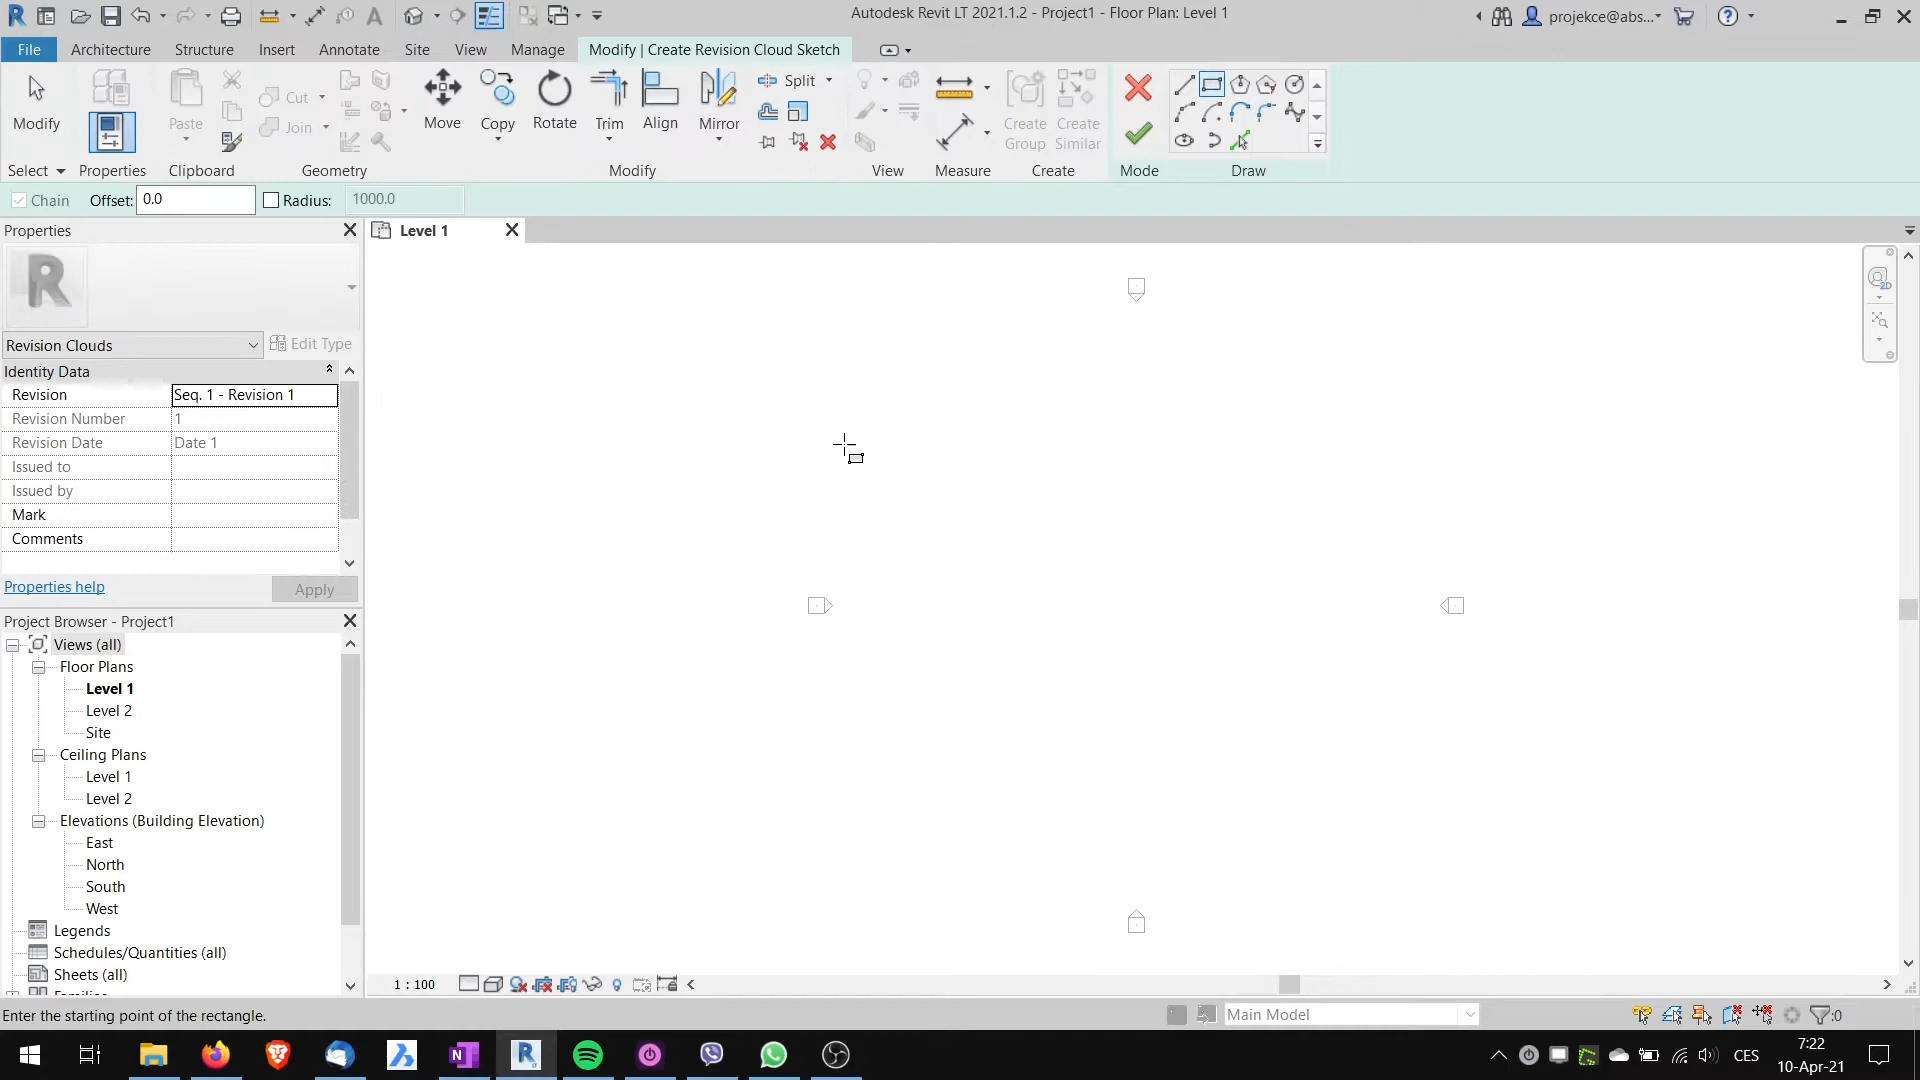 Autodesk Revit LT 2021.1.2 - Project1 - Floor Plan: Level 1
projekce@abs...
File
Architecture
Structure
Insert
Annotate
Site
View
Manage
Modify | Create Revision Cloud Sketch
Modify
Paste
Cut
Join
Move
Copy
Rotate
Trim
Align
Mirror
Split
Create Group
Create Similar
Select
Properties
Clipboard
Geometry
Modify
View
Measure
Create
Mode
Draw
Chain
Offset: 0.0
Radius: 1000.0
Properties
Level 1
R
Revision Clouds
Edit Type
Identity Data
Revision Seq. 1 - Revision 1
Revision Number 1
Revision Date Date 1
Issued to
Issued by
Mark
Comments
Properties help
Apply
Project Browser - Project1
Views (all)
Floor Plans
Level 1
Level 2
Site
Ceiling Plans
Level 1
Level 2
Elevations (Building Elevation)
East
North
South
West
Legends
Schedules/Quantities (all)
Sheets (all)
2D
1 : 100
Enter the starting point of the rectangle.
Main Model
:0
CES
7:22
10-Apr-21